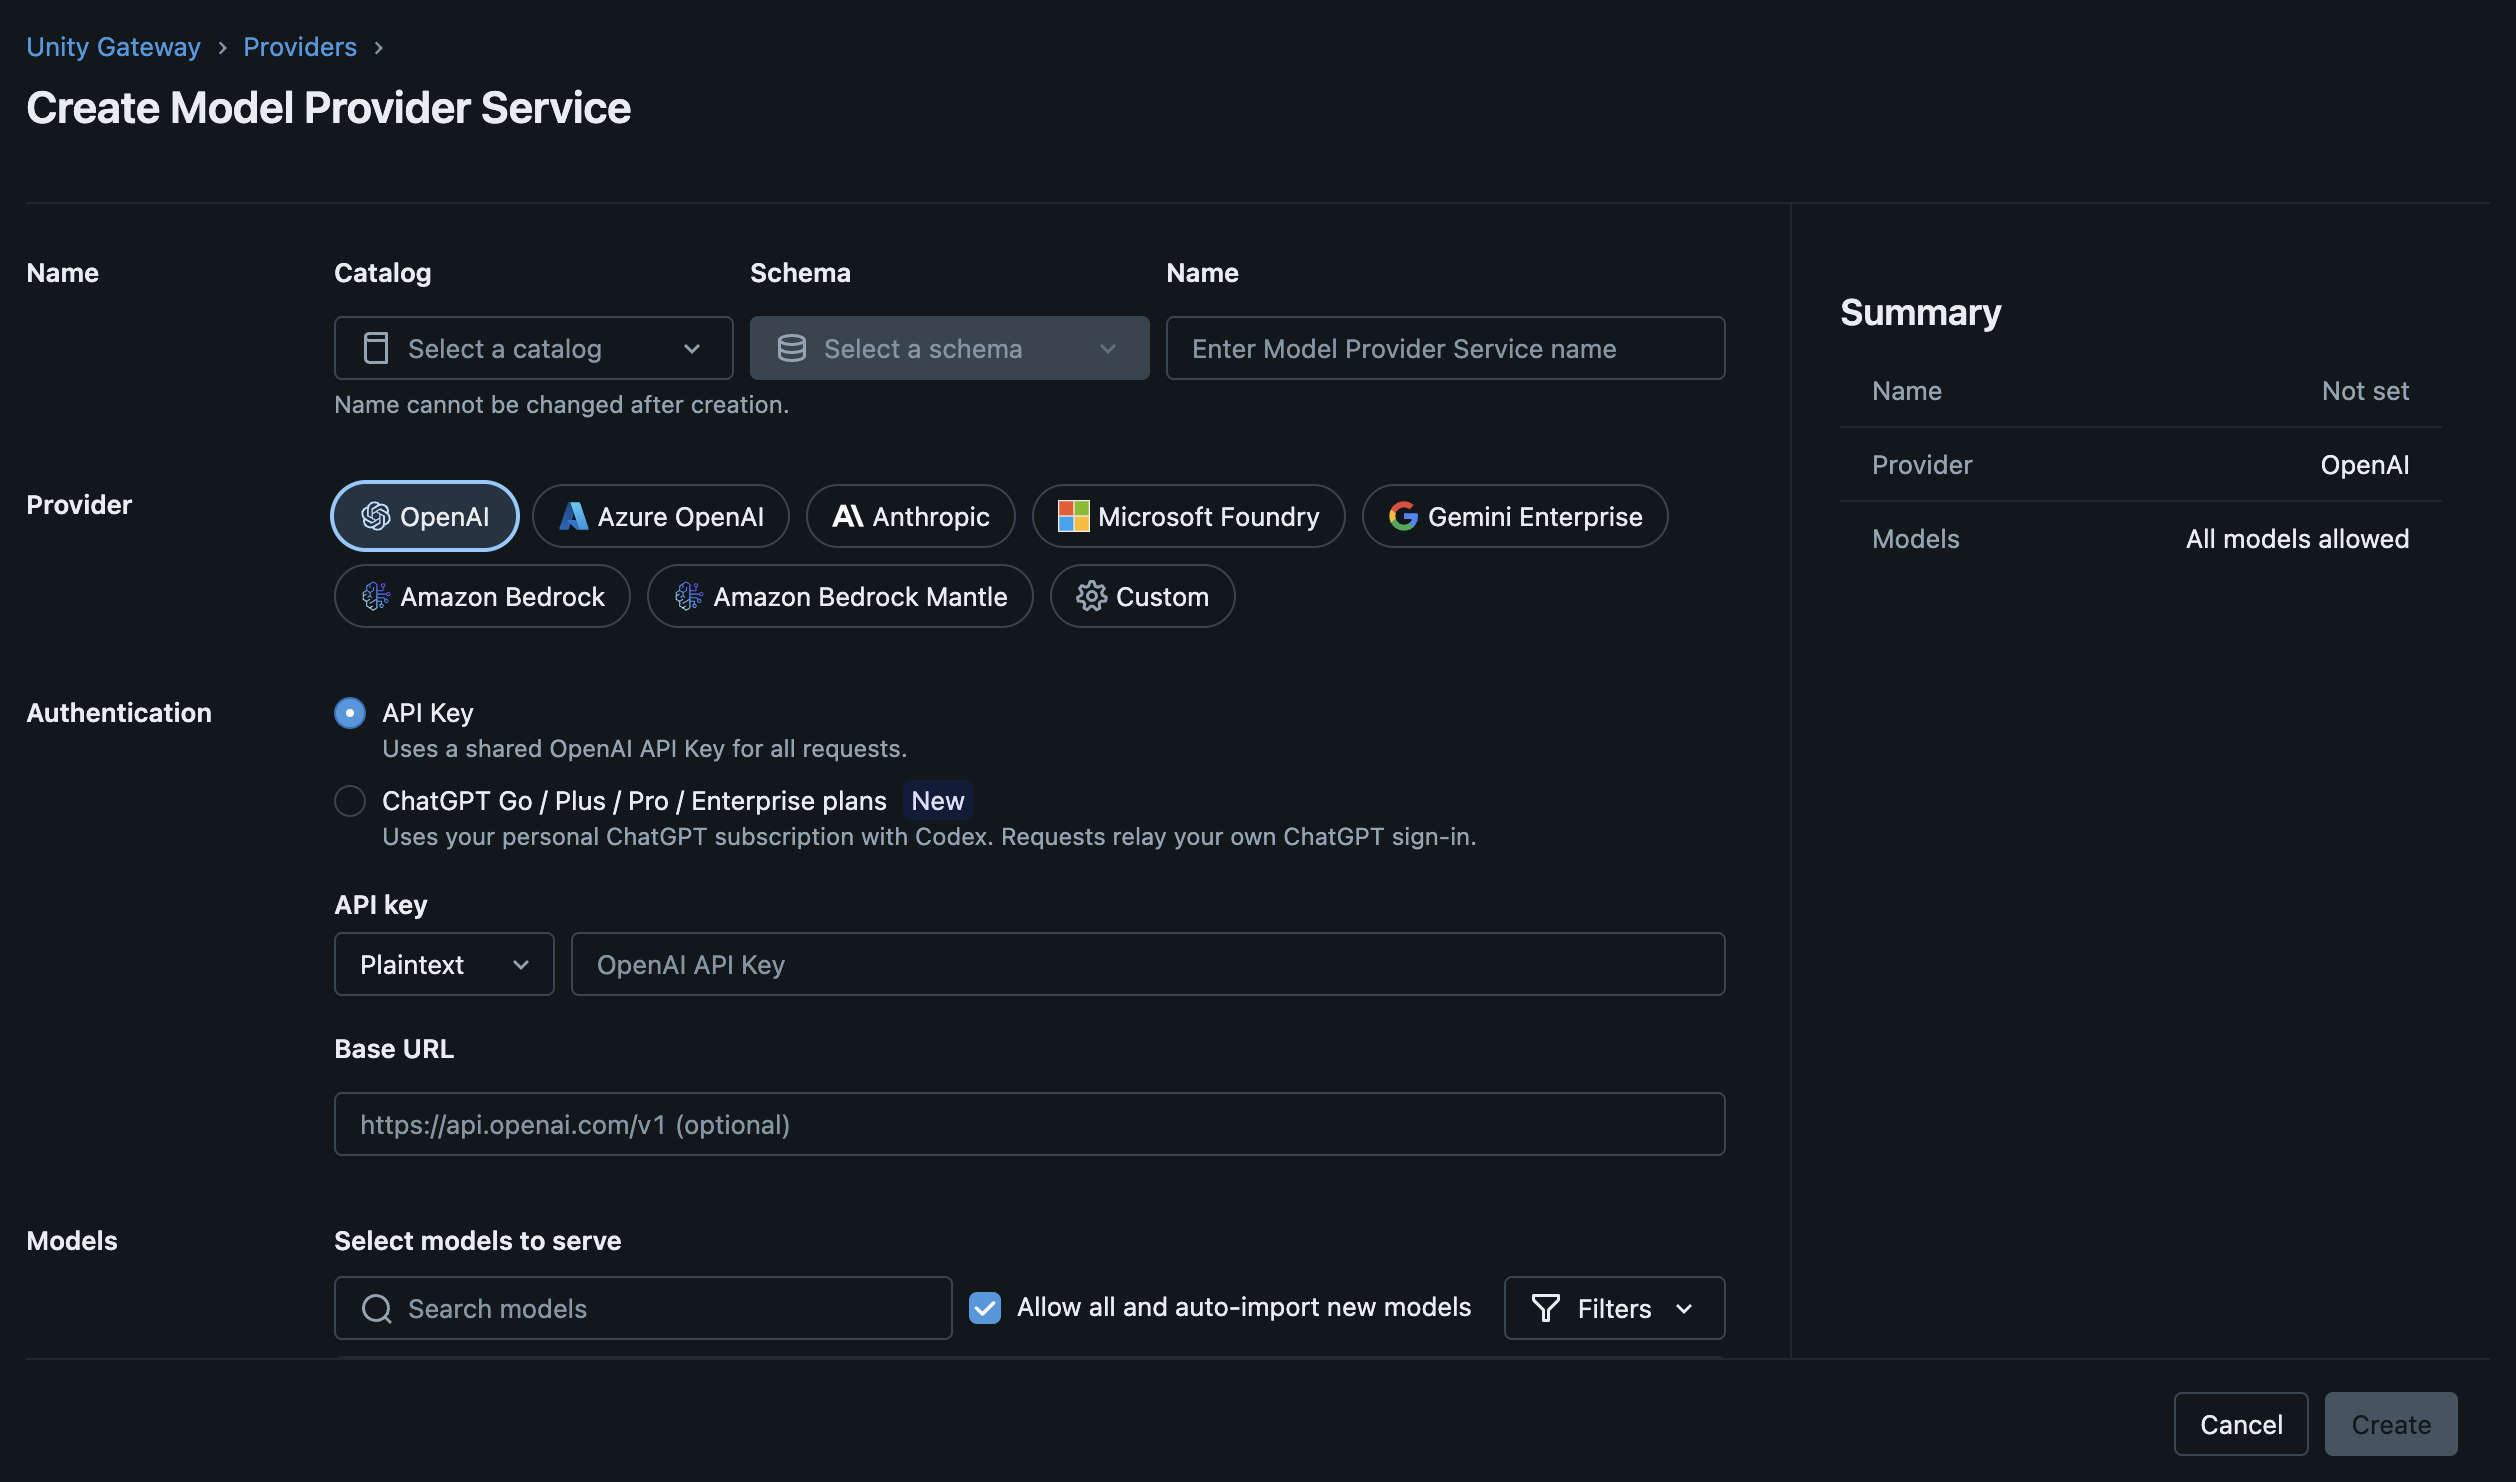 Unity Gateway > Providers >
Create Model Provider Service
Name
Catalog
Schema
Name
Select a catalog
Select a schema
Enter Model Provider Service name
Name cannot be changed after creation.
Provider
OpenAI
Azure OpenAI
Anthropic
Microsoft Foundry
Gemini Enterprise
Amazon Bedrock
Amazon Bedrock Mantle
Custom
Authentication
API Key
Uses a shared OpenAI API Key for all requests.
ChatGPT Go / Plus / Pro / Enterprise plans New
Uses your personal ChatGPT subscription with Codex. Requests relay your own ChatGPT sign-in.
API key
Plaintext
OpenAI API Key
Base URL
https://api.openai.com/v1 (optional)
Models
Select models to serve
Search models
Allow all and auto-import new models
Filters
Summary
Name Not set
Provider OpenAI
Models All models allowed
Cancel
Create